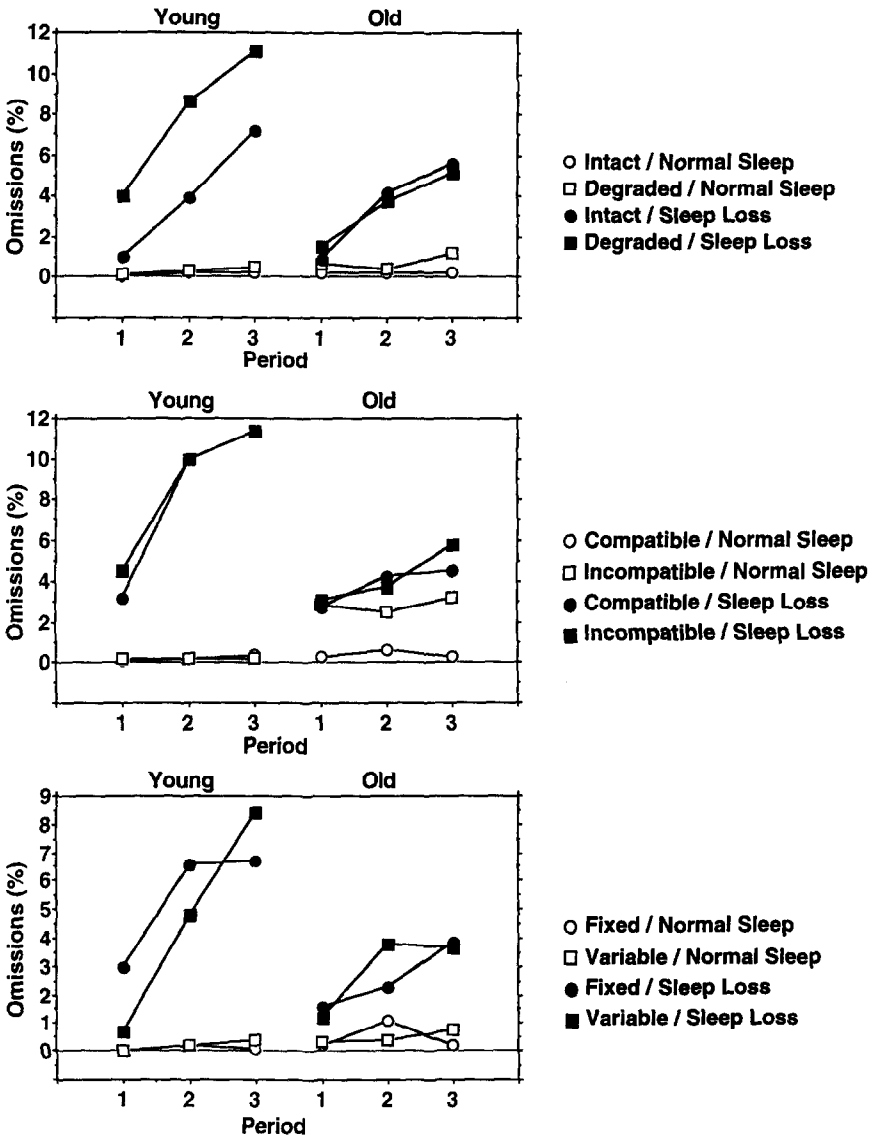 Young Old
Omissions (%)
12
10
8
6
4
2
0
1 2 3 1 2 3
Period
Intact / Normal Sleep
Degraded / Normal Sleep
Intact / Sleep Loss
Degraded / Sleep Loss
Young Old
Omissions (%)
12
10
8
6
4
2
0
1 2 3 1 2 3
Period
Compatible / Normal Sleep
Incompatible / Normal Sleep
Compatible / Sleep Loss
Incompatible / Sleep Loss
Young Old
Omissions (%)
9
8
7
6
5
4
3
2
1
0
1 2 3 1 2 3
Period
Fixed / Normal Sleep
Variable / Normal Sleep
Fixed / Sleep Loss
Variable / Sleep Loss